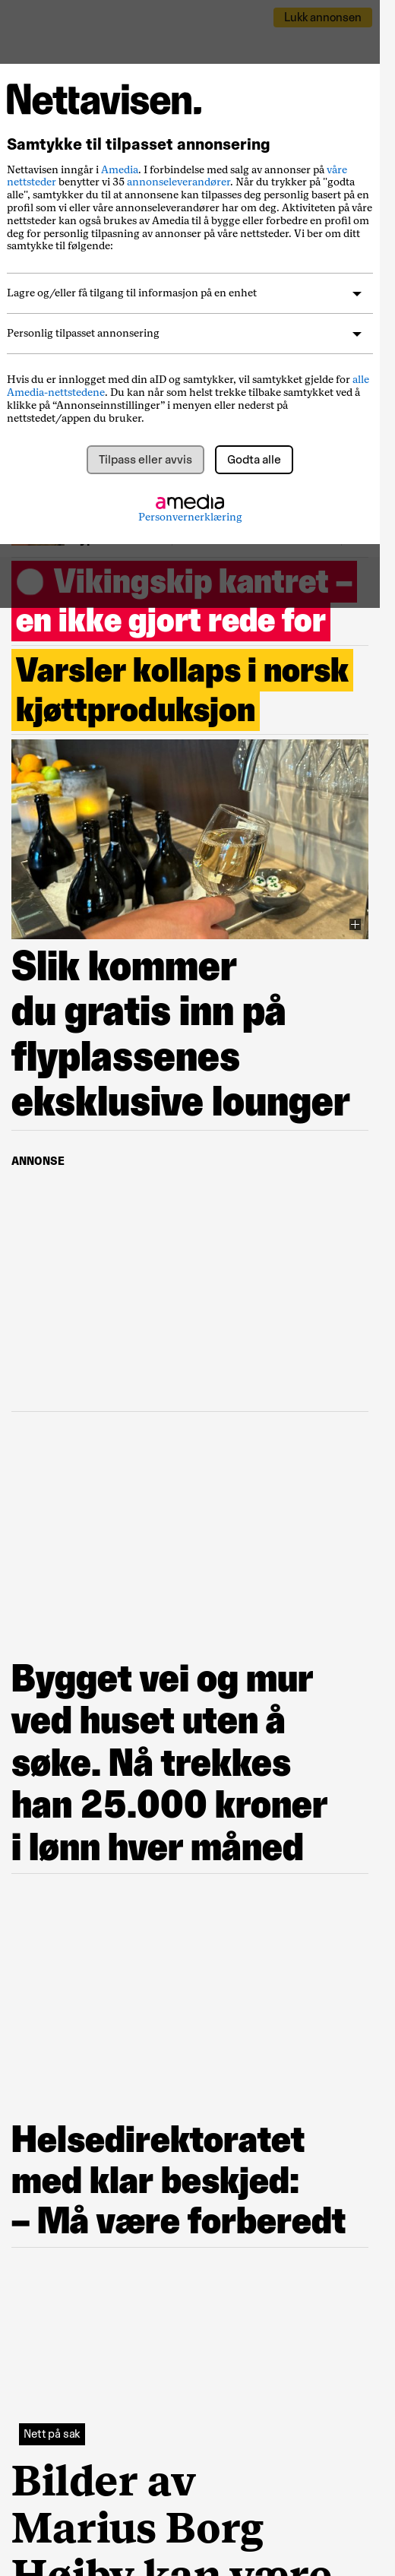 Lukk annonsen
Nettavisen.
Samtykke til tilpasset annonsering
Nettavisen inngår i Amedia. I forbindelse med salg av annonser på våre
nettsteder benytter vi 35 annonseleverandører. Når du trykker på "godta
alle", samtykker du til at annonsene kan tilpasses deg personlig basert på en
profil som vi eller våre annonseleverandører har om deg. Aktiviteten på våre
nettsteder kan også brukes av Amedia til å bygge eller forbedre en profil om
deg for personlig tilpasning av annonser på våre nettsteder. Vi ber om ditt
samtykke til følgende:
Lagre og/eller få tilgang til informasjon på en enhet
Personlig tilpasset annonsering
Hvis du er innlogget med din aID og samtykker, vil samtykket gjelde for alle
Amedia-nettstedene. Du kan når som helst trekke tilbake samtykket ved å
klikke på “Annonseinnstillinger” i menyen eller nederst på
nettstedet/appen du bruker.
Tilpass eller avvis
Godta alle
amedia
Personvernerklæring
Vikingskip kantret –
en ikke gjort rede for
Varsler kollaps i norsk
kjøttproduksjon
Slik kommer
du gratis inn på
flyplassenes
eksklusive lounger
ANNONSE
Bygget vei og mur
ved huset uten å
søke. Nå trekkes
han 25.000 kroner
i lønn hver måned
Helsedirektoratet
med klar beskjed:
– Må være forberedt
Nett på sak
Bilder av
Marius Borg
Høiby kan være